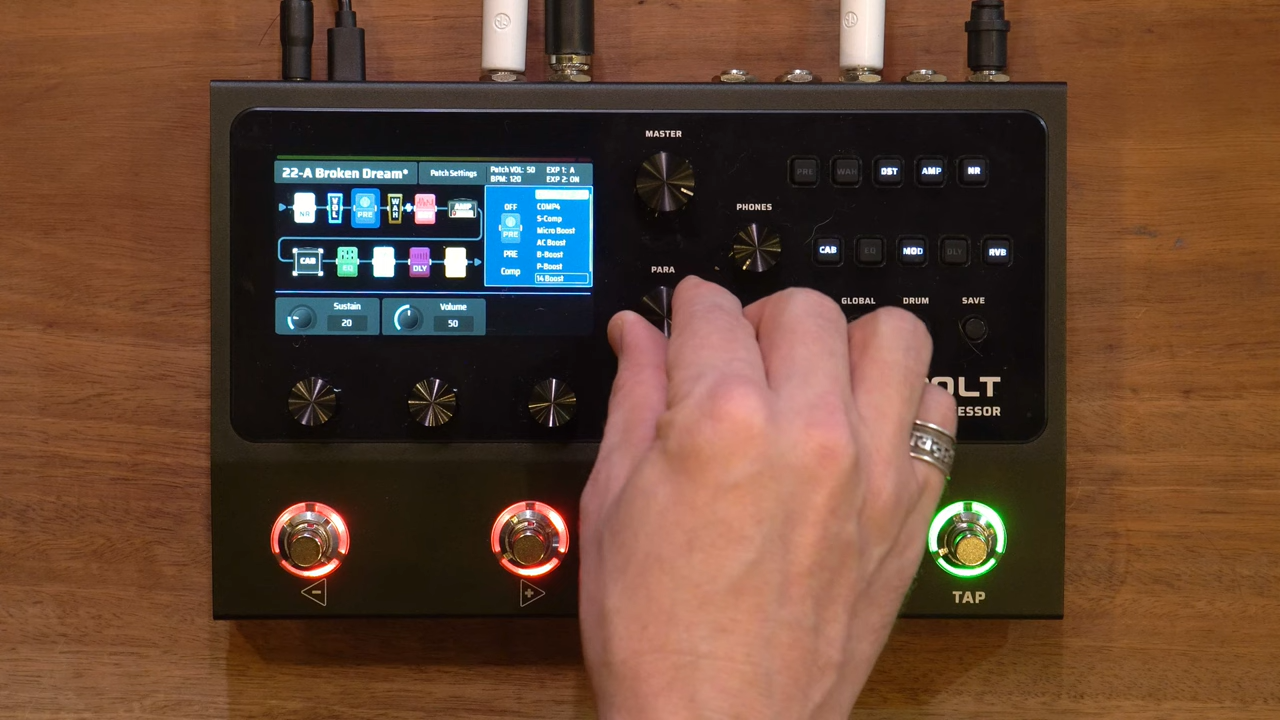 MASTER
22-A Broken Dream*
Patch Settings
Patch VOL: 50 EXP 1: A
BPM: 120 EXP 2: ON
PRE WAH DST AMP NR
NR VOL PRE WAH AMP
OFF
COMP4
S-Comp
PRE
Micro Boost
AC Boost
PRE
B-Boost
P-Boost
Comp
14 Boost
PHONES
CAB EQ MOD DLY RVB
CAB EQ DLY
PARA
GLOBAL DRUM SAVE
Sustain
20
Volume
50
OLT
ESSOR
-
+
TAP